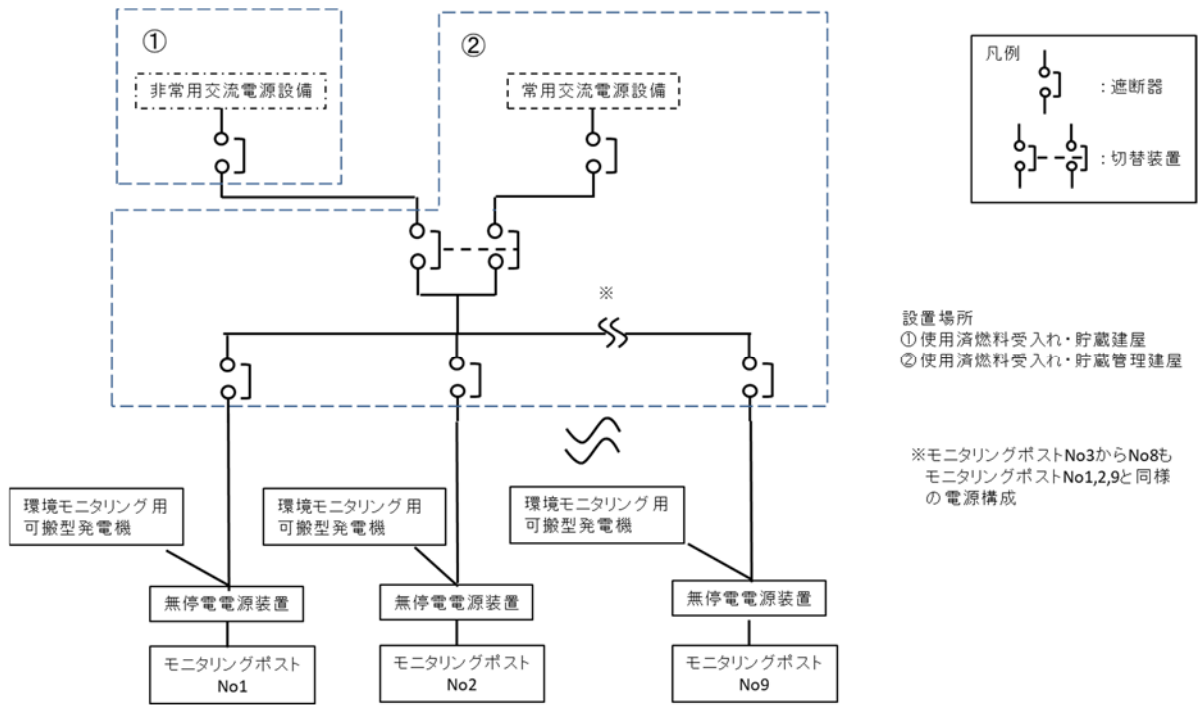 ①
②
非常用交流電源設備
常用交流電源設備
凡例
：遮断器
：切替装置
※
設置場所
①使用済燃料受入れ・貯蔵建屋
②使用済燃料受入れ・貯蔵管理建屋
※モニタリングポストNo3からNo8も
モニタリングポストNo1,2,9と同様
の電源構成
環境モニタリング用
可搬型発電機
環境モニタリング用
可搬型発電機
環境モニタリング用
可搬型発電機
無停電電源装置
無停電電源装置
無停電電源装置
モニタリングポスト
No1
モニタリングポスト
No2
モニタリングポスト
No9